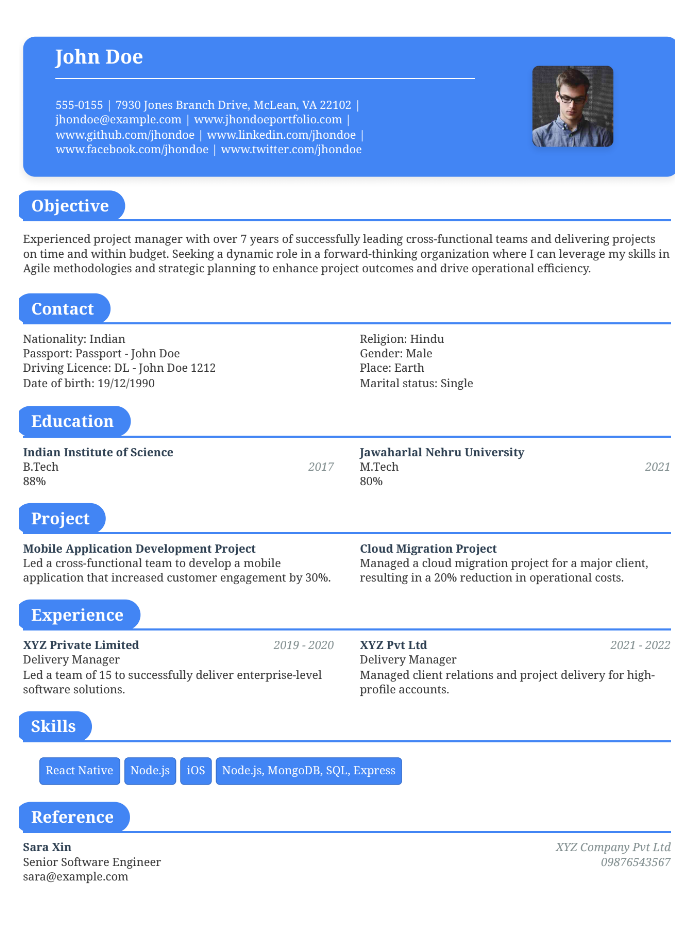 John Doe
555-0155 | 7930 Jones Branch Drive, McLean, VA 22102 |
jhondoe@example.com | www.jhondoeportfolio.com |
www.github.com/jhondoe | www.linkedin.com/jhondoe |
www.facebook.com/jhondoe | www.twitter.com/jhondoe
Objective
Experienced project manager with over 7 years of successfully leading cross-functional teams and delivering projects
on time and within budget. Seeking a dynamic role in a forward-thinking organization where I can leverage my skills in
Agile methodologies and strategic planning to enhance project outcomes and drive operational efficiency.
Contact
Nationality: Indian
Passport: Passport - John Doe
Driving Licence: DL - John Doe 1212
Date of birth: 19/12/1990
Religion: Hindu
Gender: Male
Place: Earth
Marital status: Single
Education
Indian Institute of Science
B.Tech 2017
88%
Jawaharlal Nehru University
M.Tech 2021
80%
Project
Mobile Application Development Project
Led a cross-functional team to develop a mobile
application that increased customer engagement by 30%.
Cloud Migration Project
Managed a cloud migration project for a major client,
resulting in a 20% reduction in operational costs.
Experience
XYZ Private Limited 2019 - 2020
Delivery Manager
Led a team of 15 to successfully deliver enterprise-level
software solutions.
XYZ Pvt Ltd 2021 - 2022
Delivery Manager
Managed client relations and project delivery for high-
profile accounts.
Skills
React Native Node.js iOS Node.js, MongoDB, SQL, Express
Reference
Sara Xin XYZ Company Pvt Ltd
Senior Software Engineer 09876543567
sara@example.com